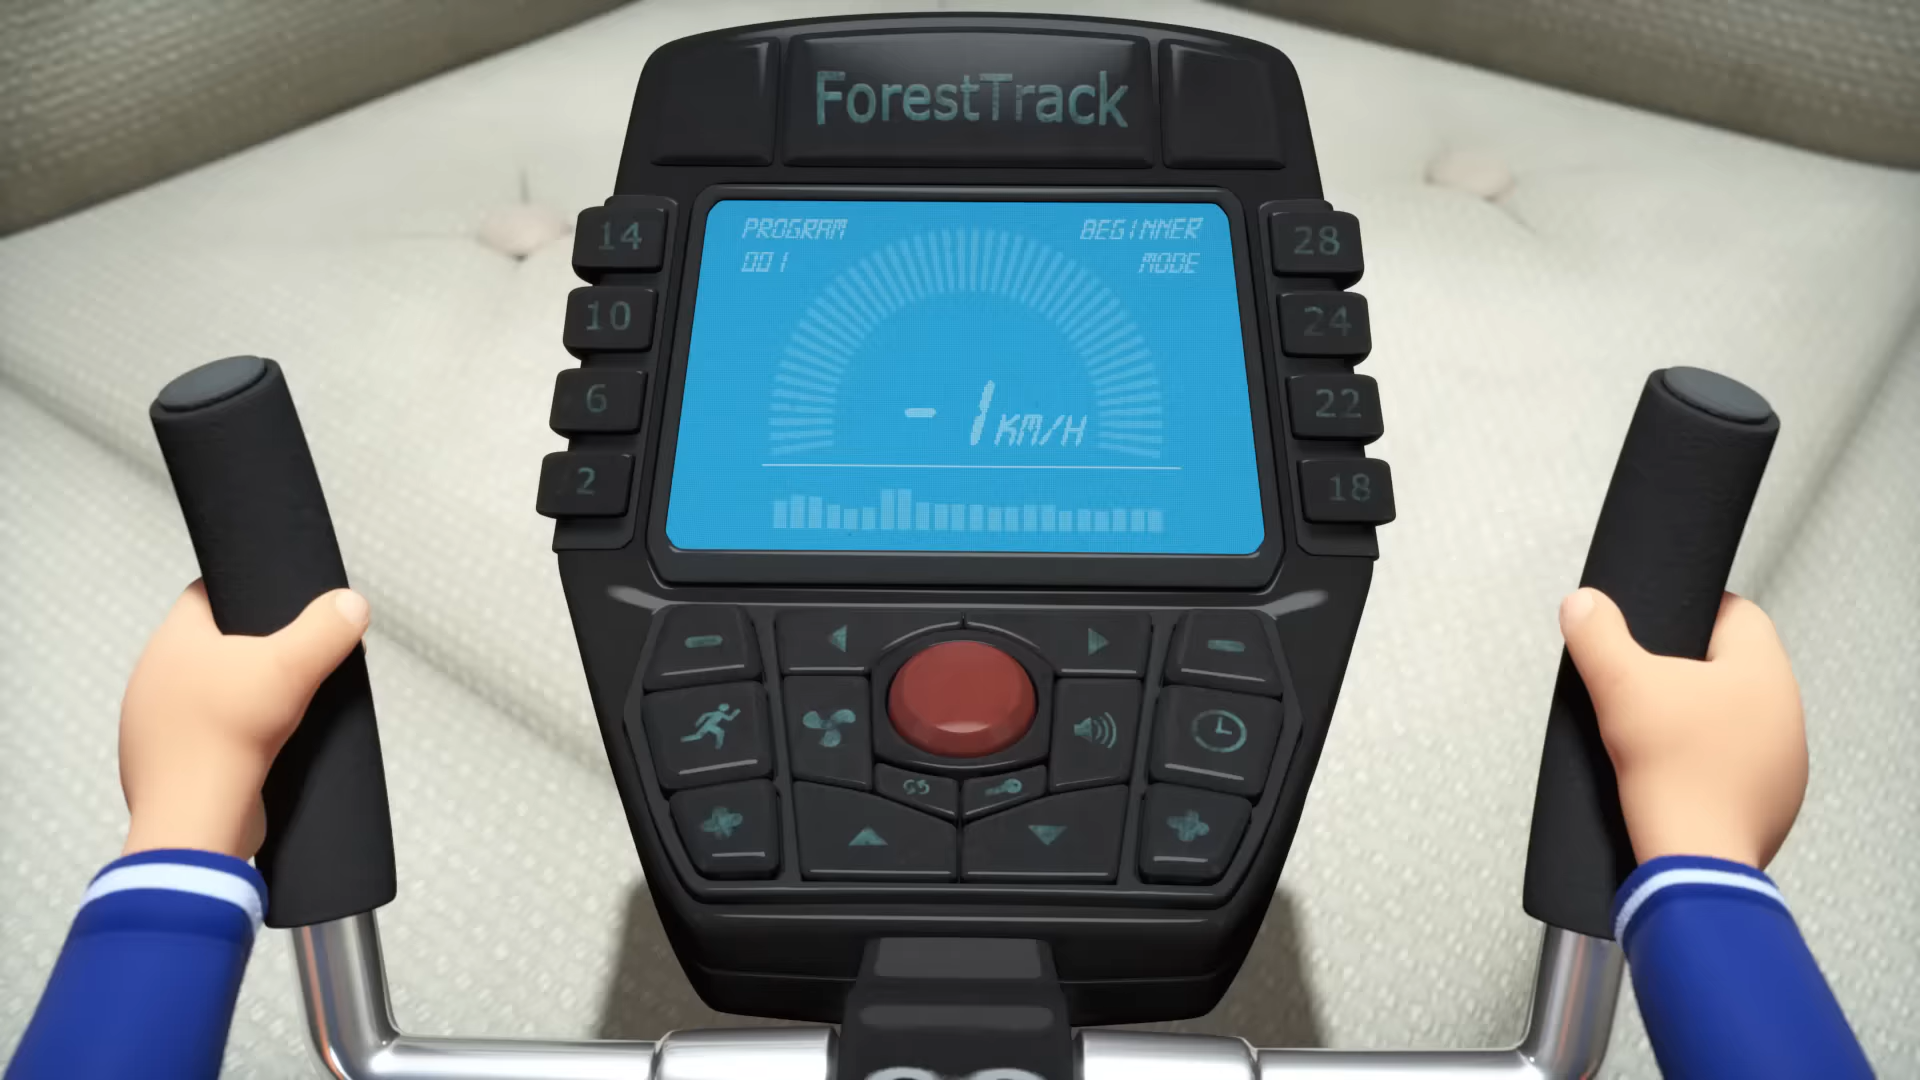 ForestTrack
PROGRAM
001
BEGINNER
MODE
14
10
6
2
28
24
22
18
-1 KM/H